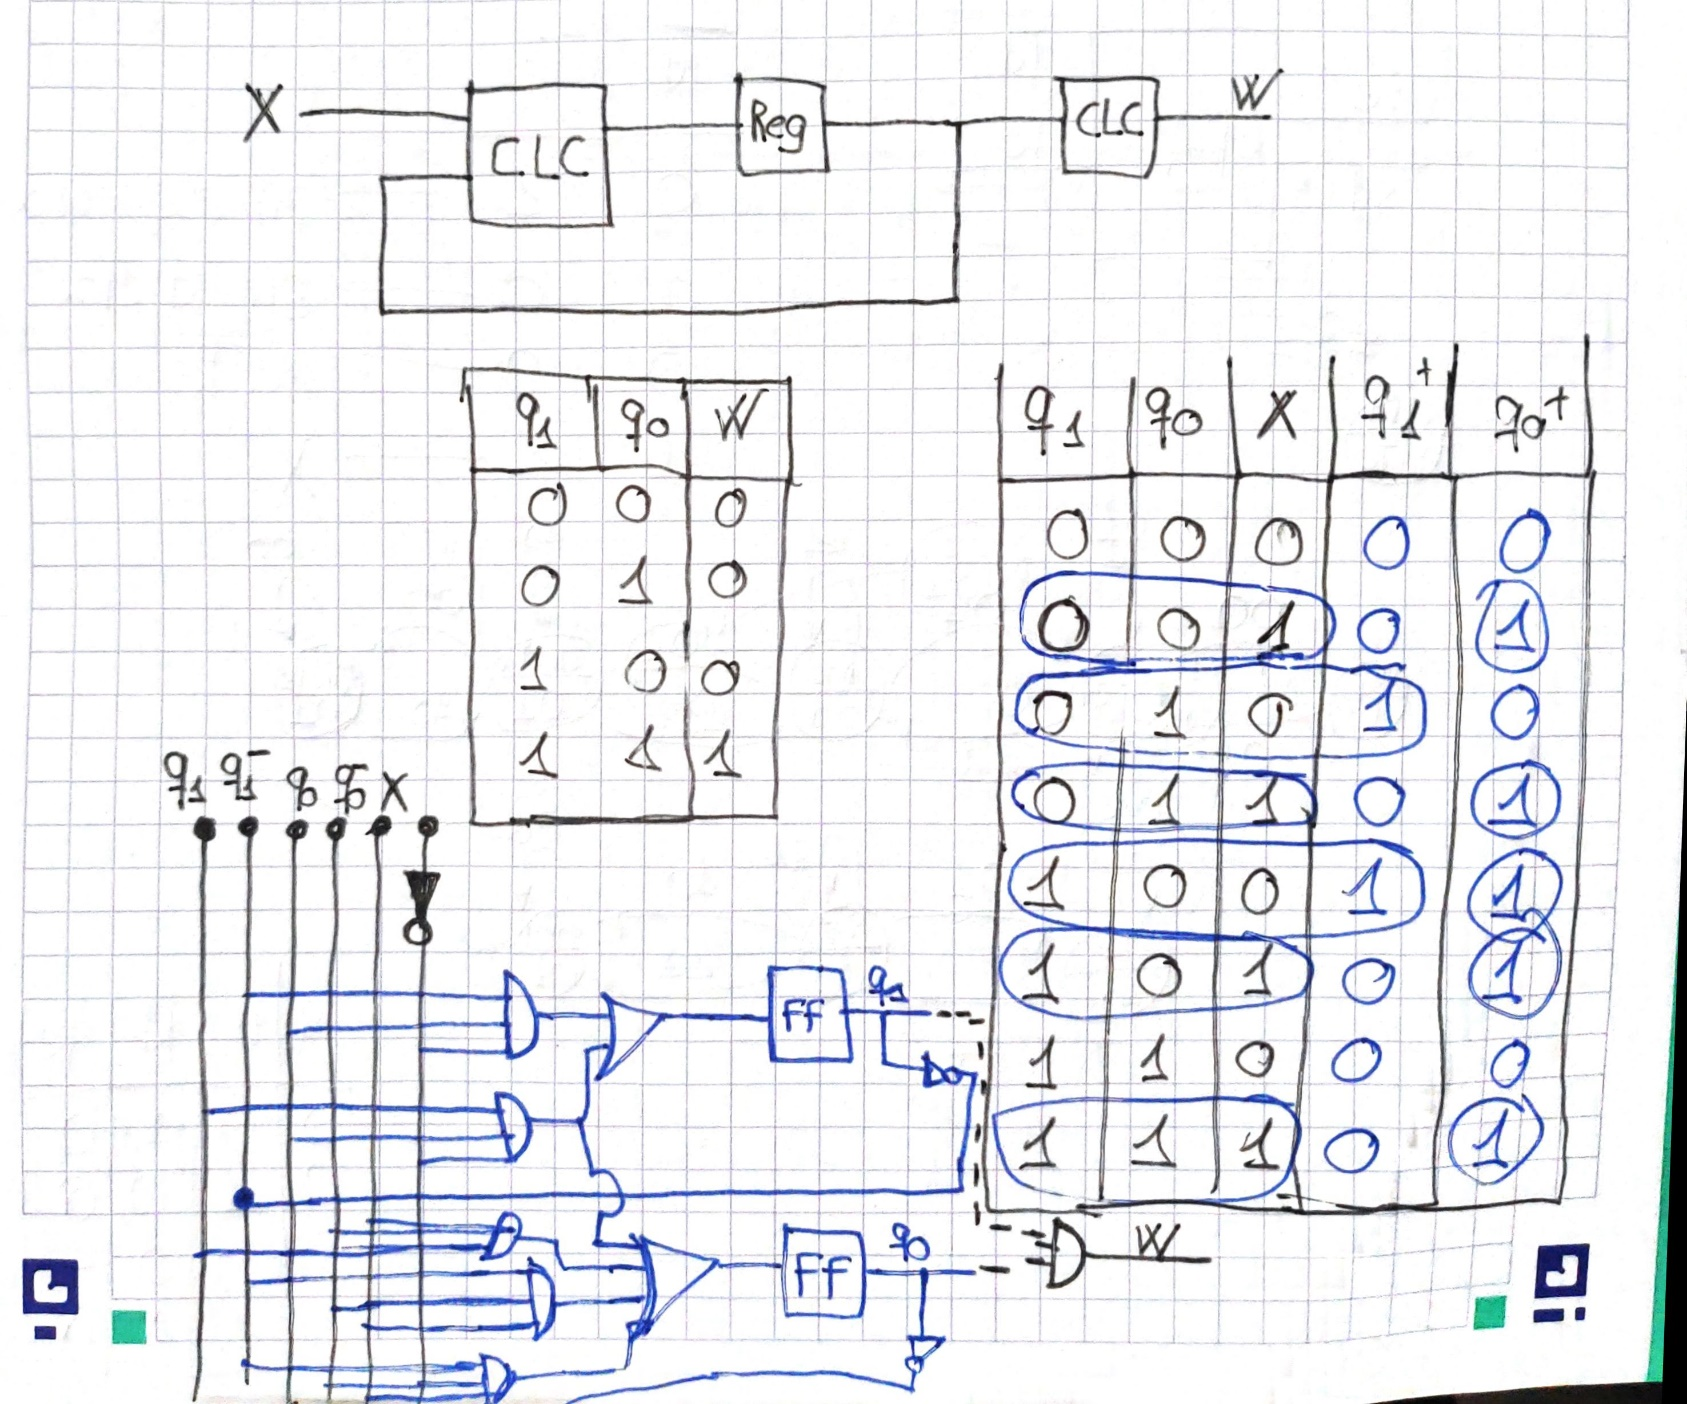 X CLC Reg CLC W
q1 q0 W
0 0 0
0 1 0
1 0 0
1 1 1
q1 q0 X q1+ q0+
0 0 0 0 0
0 0 1 0 1
0 1 0 1 0
0 1 1 0 1
1 0 0 1 1
1 0 1 0 1
1 1 0 0 0
1 1 1 0 1
q1 q̅1 q0 q̅0 X
FF q1
FF q0 W